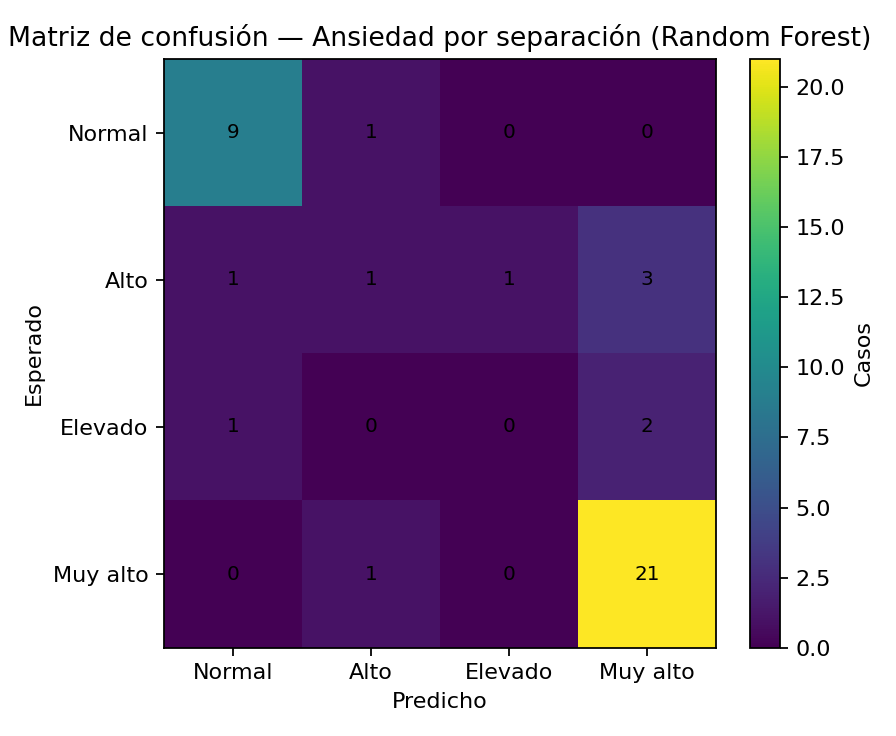 Matriz de confusión — Ansiedad por separación (Random Forest)
Normal 9 1 0 0
Alto 1 1 1 3
Elevado 1 0 0 2
Muy alto 0 1 0 21
Normal Alto Elevado Muy alto
Predicho
Esperado
20.0
17.5
15.0
12.5
10.0
7.5
5.0
2.5
0.0
Casos